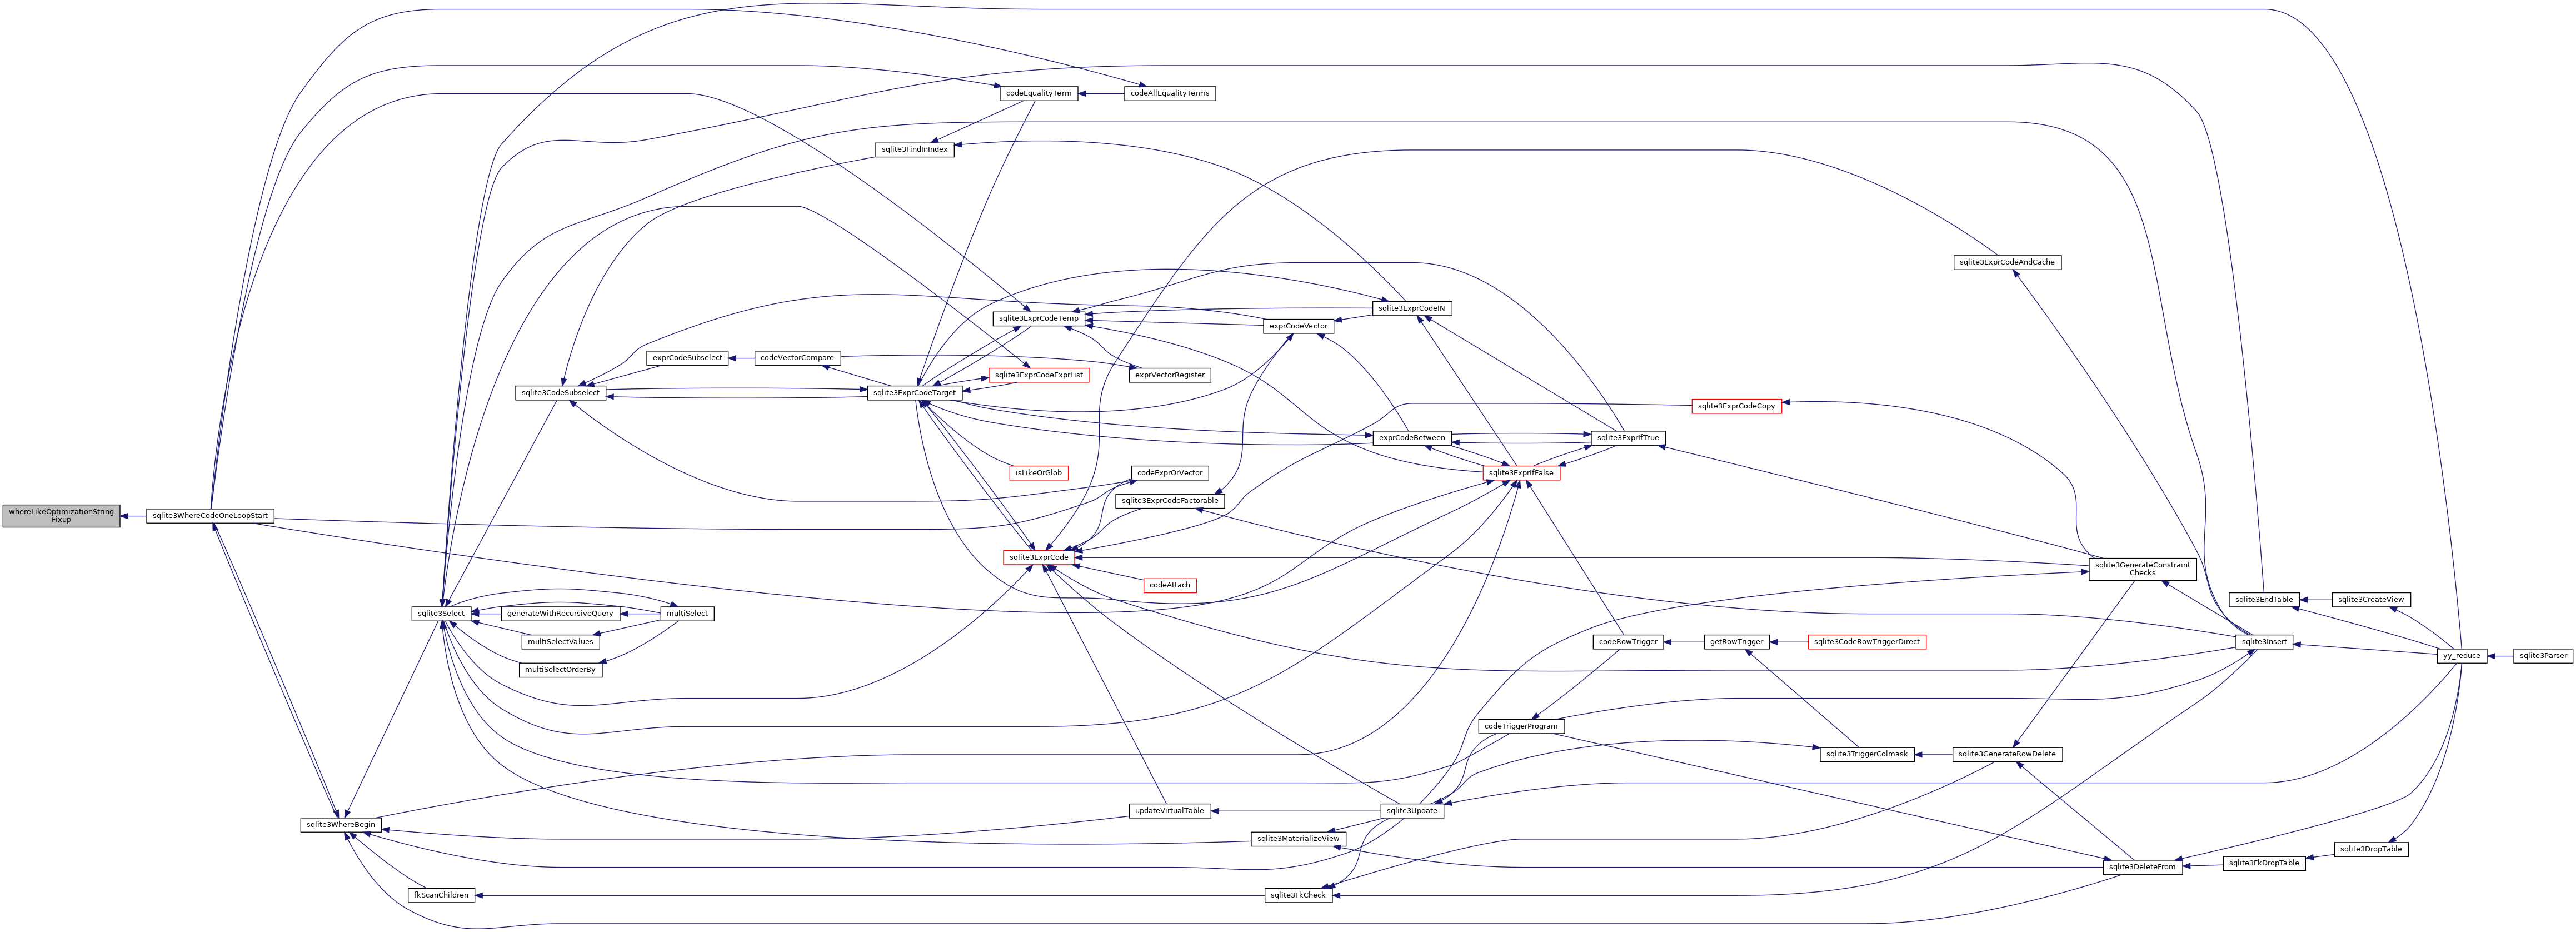 whereLikeOptimizationString
Fixup
sqlite3WhereCodeOneLoopStart
sqlite3WhereBegin
sqlite3Select
fkScanChildren
sqlite3CodeSubselect
generateWithRecursiveQuery
multiSelectValues
multiSelectOrderBy
exprCodeSubselect
multiSelect
codeVectorCompare
sqlite3FindInIndex
sqlite3ExprCodeTarget
codeEqualityTerm
sqlite3ExprCodeTemp
sqlite3ExprCodeExprList
isLikeOrGlob
sqlite3ExprCode
codeAllEqualityTerms
exprVectorRegister
codeExprOrVector
sqlite3ExprCodeFactorable
codeAttach
updateVirtualTable
exprCodeVector
sqlite3MaterializeView
sqlite3FkCheck
sqlite3ExprCodeIN
exprCodeBetween
sqlite3Update
sqlite3ExprIfFalse
codeTriggerProgram
sqlite3ExprIfTrue
codeRowTrigger
sqlite3ExprCodeCopy
getRowTrigger
sqlite3CodeRowTriggerDirect
sqlite3TriggerColmask
sqlite3ExprCodeAndCache
sqlite3GenerateRowDelete
sqlite3GenerateConstraint
Checks
sqlite3DeleteFrom
sqlite3EndTable
sqlite3Insert
sqlite3FkDropTable
sqlite3CreateView
sqlite3DropTable
yy_reduce
sqlite3Parser